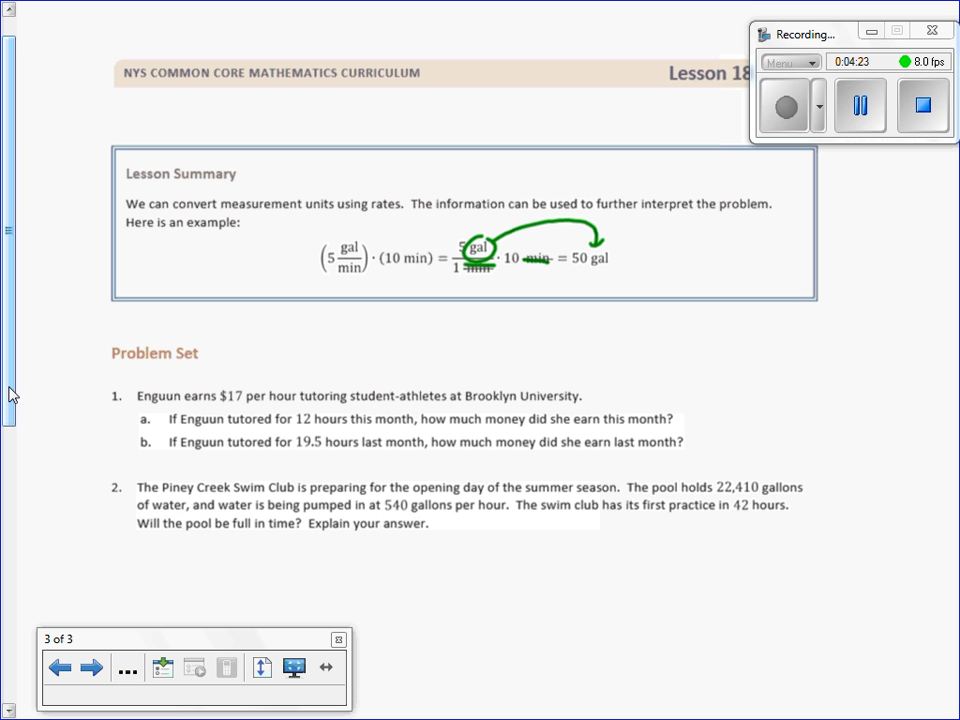 Recording...
Menu
0:04:23
8.0 fps
NYS COMMON CORE MATHEMATICS CURRICULUM
Lesson 18
Lesson Summary
We can convert measurement units using rates. The information can be used to further interpret the problem.
Here is an example:
(5 gal/min) · (10 min) = 5 gal/1 min · 10 min = 50 gal
Problem Set
1. Enguun earns $17 per hour tutoring student-athletes at Brooklyn University.
a. If Enguun tutored for 12 hours this month, how much money did she earn this month?
b. If Enguun tutored for 19.5 hours last month, how much money did she earn last month?
2. The Piney Creek Swim Club is preparing for the opening day of the summer season. The pool holds 22,410 gallons
of water, and water is being pumped in at 540 gallons per hour. The swim club has its first practice in 42 hours.
Will the pool be full in time? Explain your answer.
3 of 3